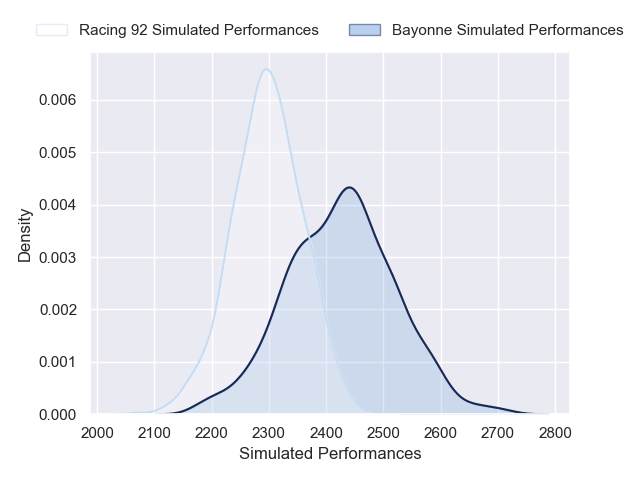 Racing 92 Simulated Performances
Bayonne Simulated Performances
0.006
0.005
0.004
0.003
0.002
0.001
0.000
Density
2000 2100 2200 2300 2400 2500 2600 2700 2800
Simulated Performances